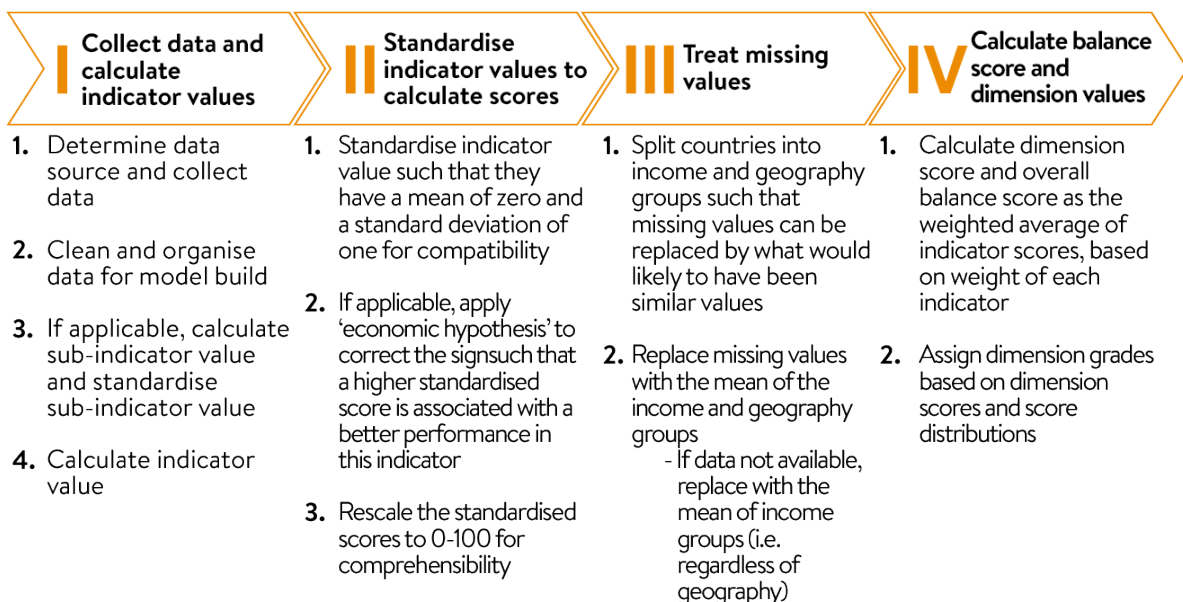 I
Collect data and
calculate
indicator values
1. Determine data
source and collect
data
2. Clean and organise
data for model build
3. If applicable, calculate
sub-indicator value
and standardise
sub-indicator value
4. Calculate indicator
value
II
Standardise
indicator values to
calculate scores
1. Standardise indicator
value such that they
have a mean of zero and
a standard deviation of
one for compatibility
2. If applicable, apply
‘economic hypothesis’ to
correct the signsuch that
a higher standardised
score is associated with a
better performance in
this indicator
3. Rescale the standardised
scores to 0-100 for
comprehensibility
III
Treat missing
values
1. Split countries into
income and geography
groups such that
missing values can be
replaced by what would
likely to have been
similar values
2. Replace missing values
with the mean of the
income and geography
groups
- If data not available,
replace with the
mean of income
groups (i.e.
regardless of
geography)
IV
Calculate balance
score and
dimension values
1. Calculate dimension
score and overall
balance score as the
weighted average of
indicator scores, based
on weight of each
indicator
2. Assign dimension grades
based on dimension
scores and score
distributions